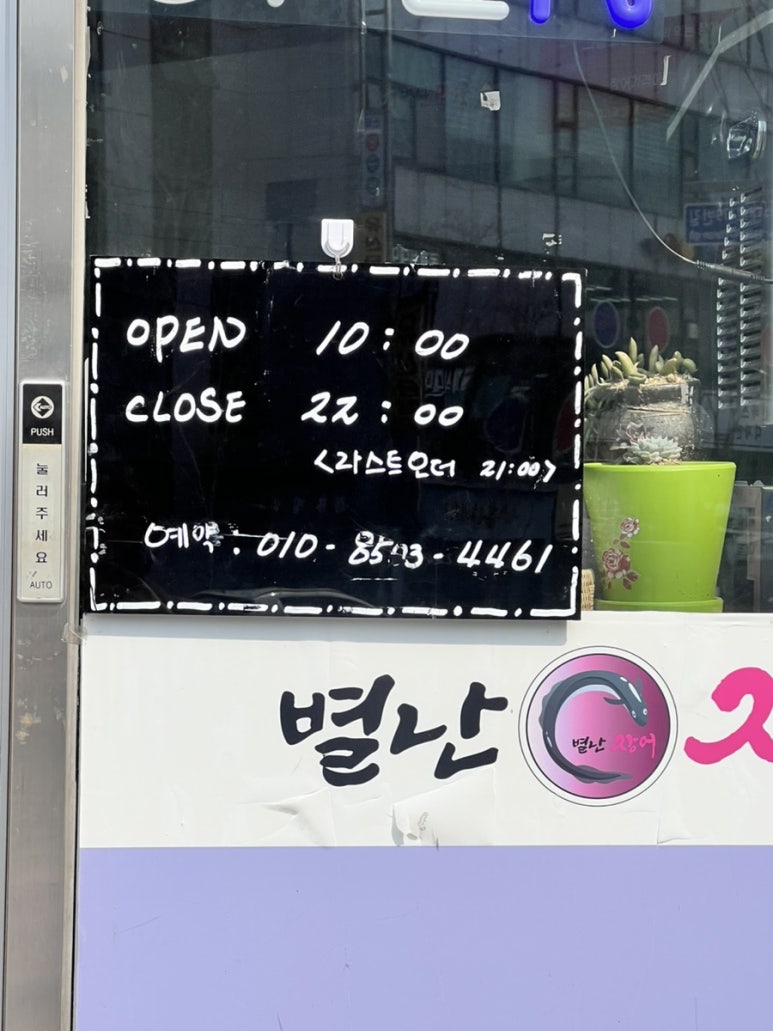 OPEN 10:00
CLOSE 22:00
<라스트오더 21:00>
예약: 010-8593-4461
PUSH
눌러주세요
AUTO
별난
별난 장어